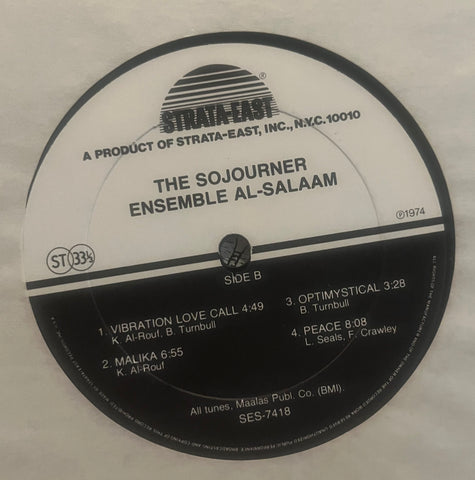 STRATA-EAST®
A PRODUCT OF STRATA-EAST, INC., N.Y.C. 10010
THE SOJOURNER
ENSEMBLE AL-SALAAM
℗1974
ST 33⅓
SIDE B
1. VIBRATION LOVE CALL 4:49
K. Al-Rouf, B. Turnbull
2. MALIKA 6:55
K. Al-Rouf
3. OPTIMYSTICAL 3:28
B. Turnbull
4. PEACE 8:08
L. Seals, F. Crawley
All tunes, Maalas Publ. Co. (BMI).
SES-7418